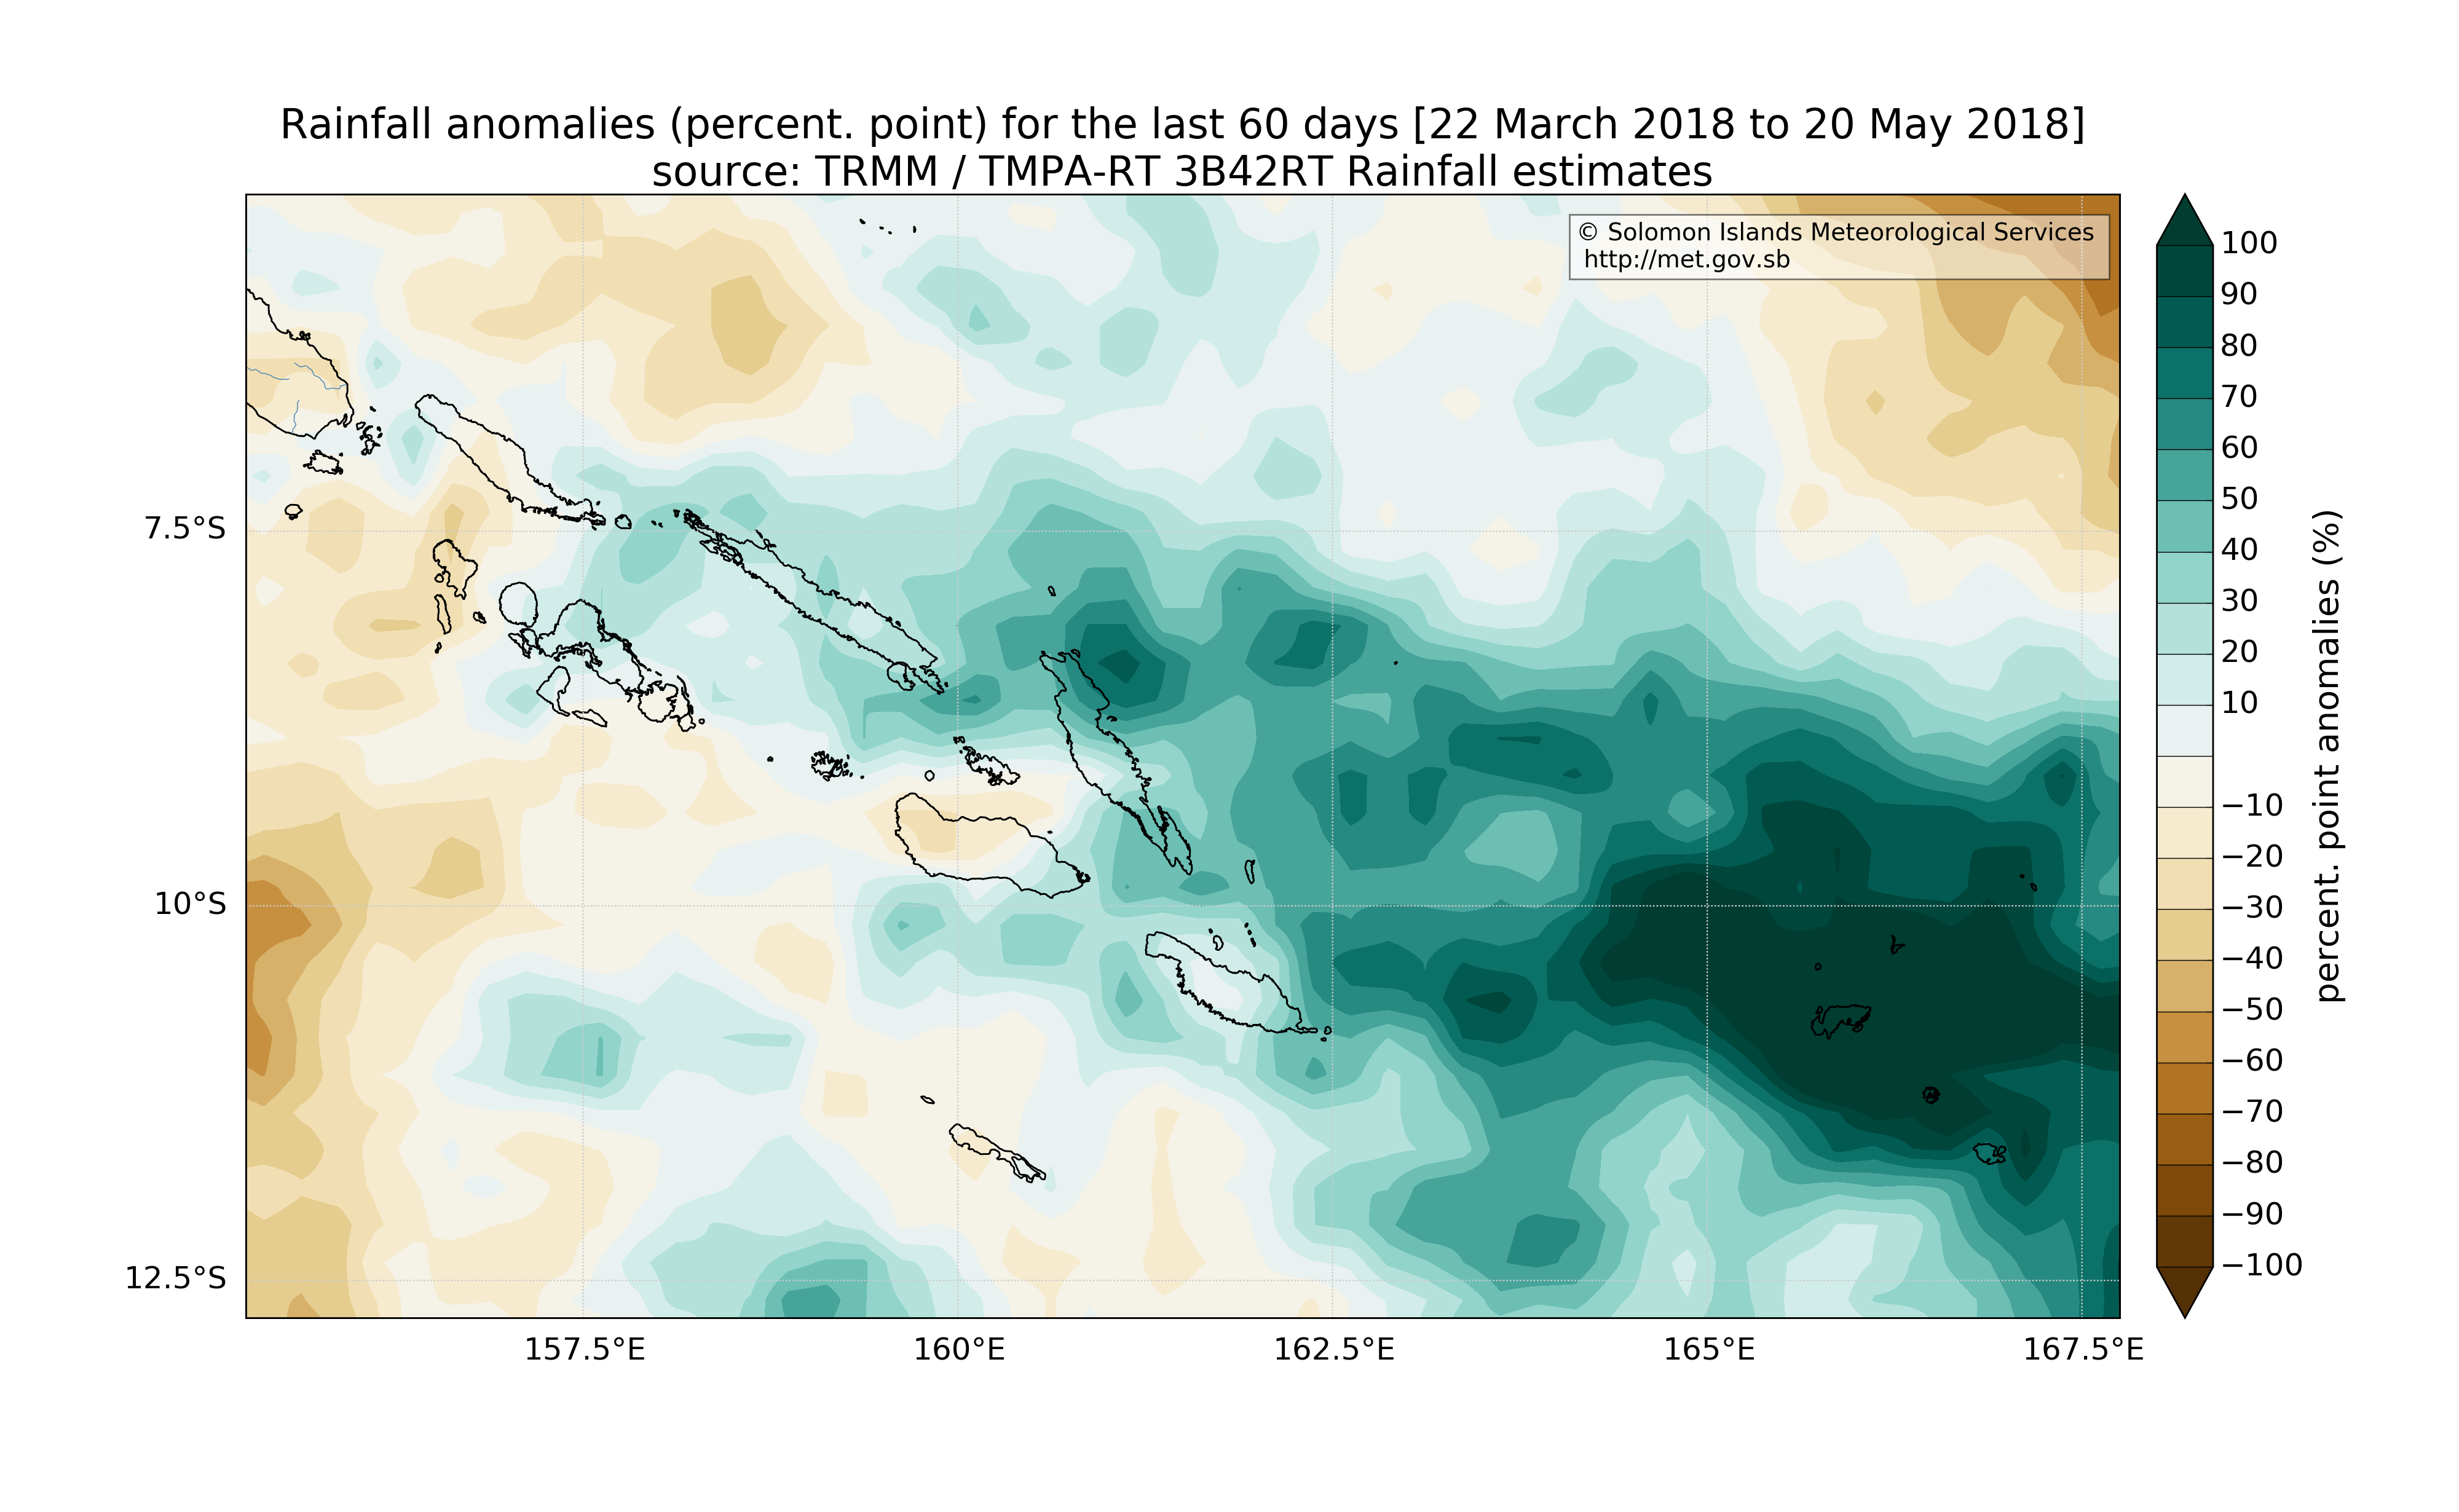 Rainfall anomalies (percent. point) for the last 60 days [22 March 2018 to 20 May 2018]
source: TRMM / TMPA-RT 3B42RT Rainfall estimates
© Solomon Islands Meteorological Services
http://met.gov.sb
7.5°S
10°S
12.5°S
157.5°E
160°E
162.5°E
165°E
167.5°E
100
90
80
70
60
50
40
30
20
10
−10
−20
−30
−40
−50
−60
−70
−80
−90
−100
percent. point anomalies (%)